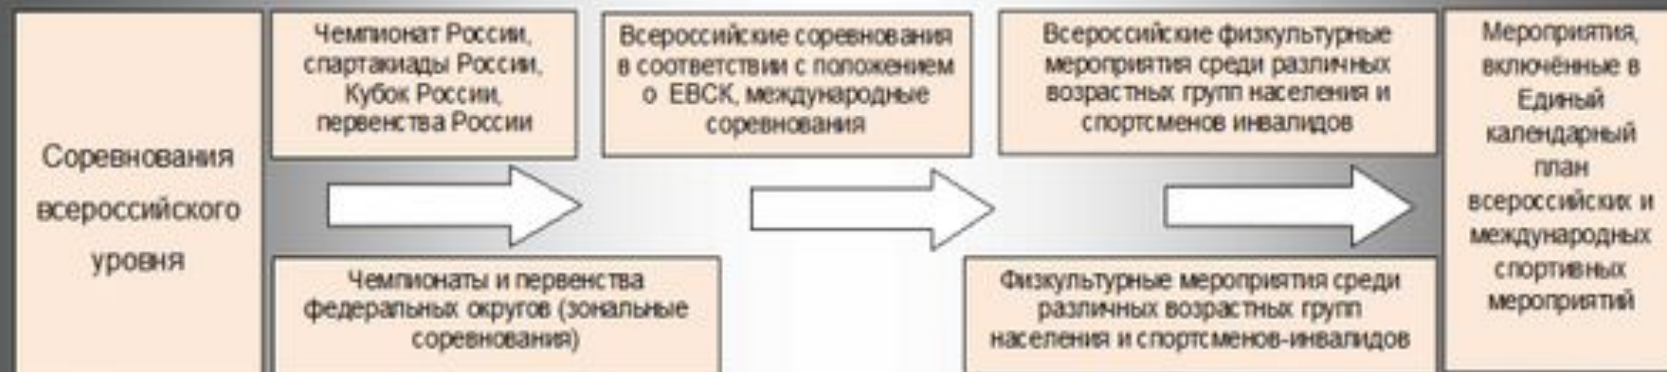 Соревнования
всероссийского
уровня
Чемпионат России,
спартакиады России,
Кубок России,
первенства России
Всероссийские соревнования
в соответствии с положением
о ЕВСК, международные
соревнования
Всероссийские физкультурные
мероприятия среди различных
возрастных групп населения и
спортсменов инвалидов
Чемпионаты и первенства
федеральных округов (зональные
соревнования)
Физкультурные мероприятия среди
различных возрастных групп
населения и спортсменов-инвалидов
Мероприятия,
включённые в
Единый
календарный
план
всероссийских и
международных
спортивных
мероприятий